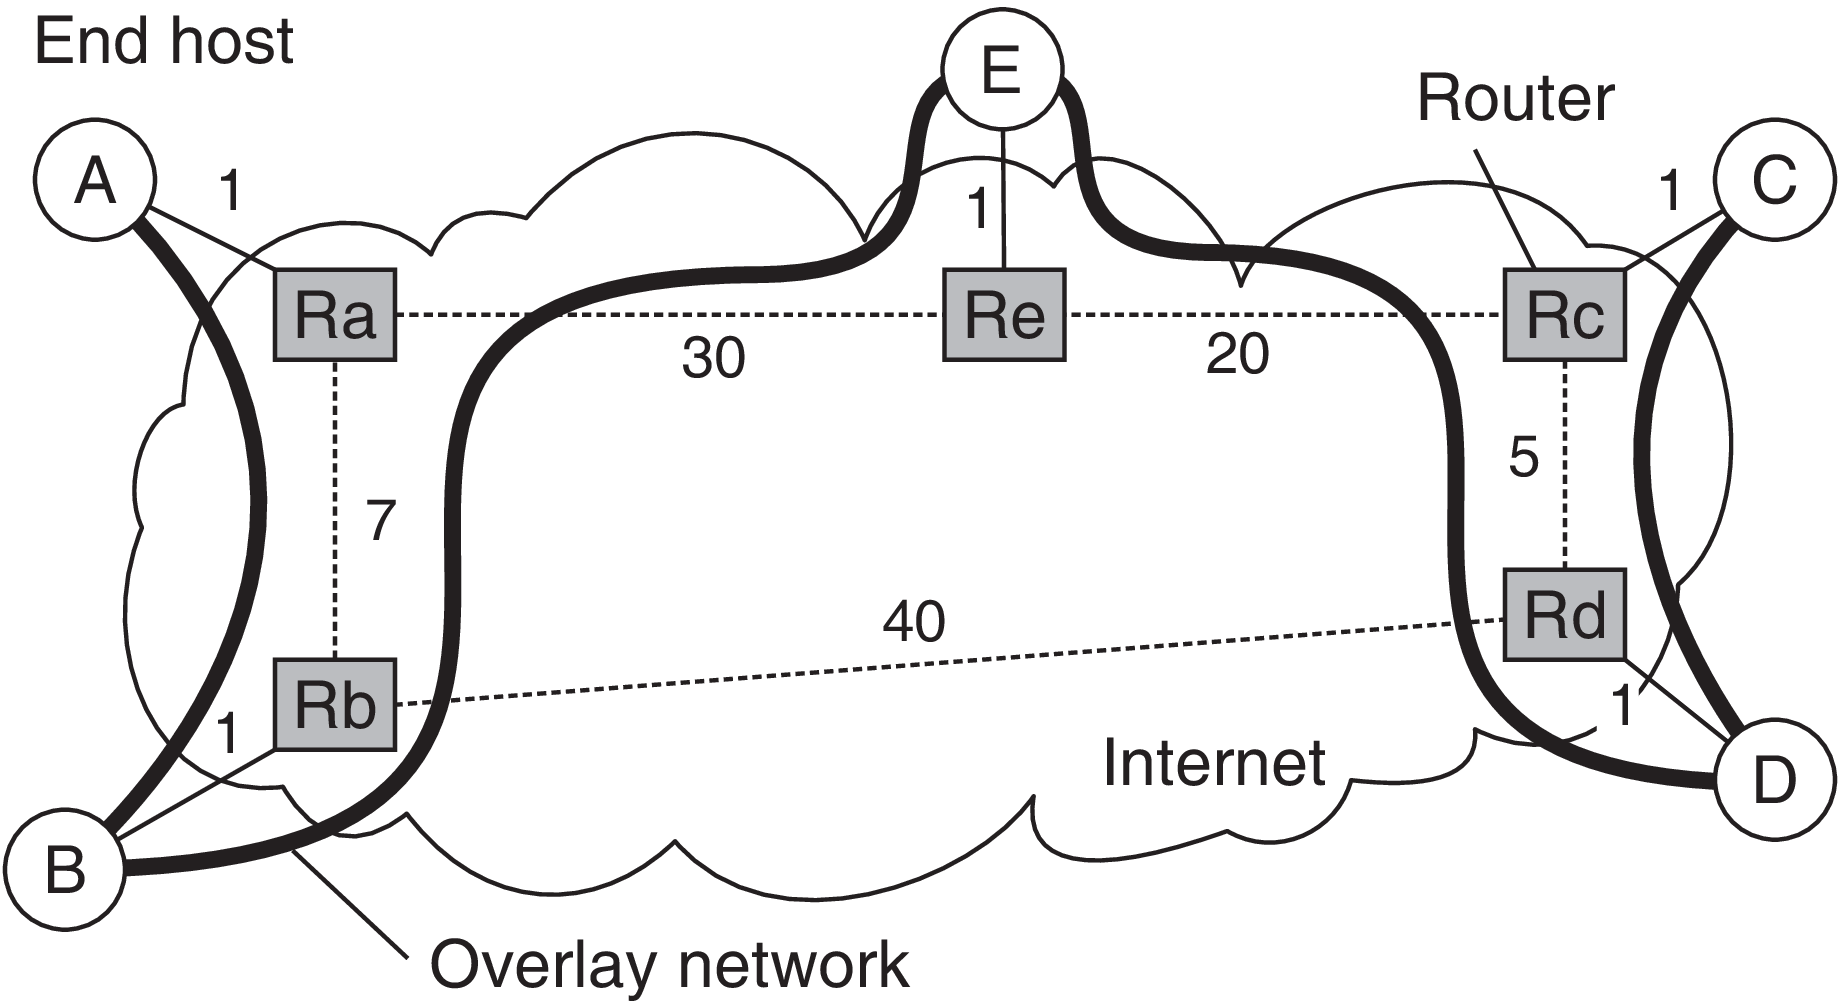 End host
E
Router
A
1
1
1
C
Ra
Re
Rc
30
20
7
5
40
Rd
Rb
1
1
Internet
D
B
Overlay network